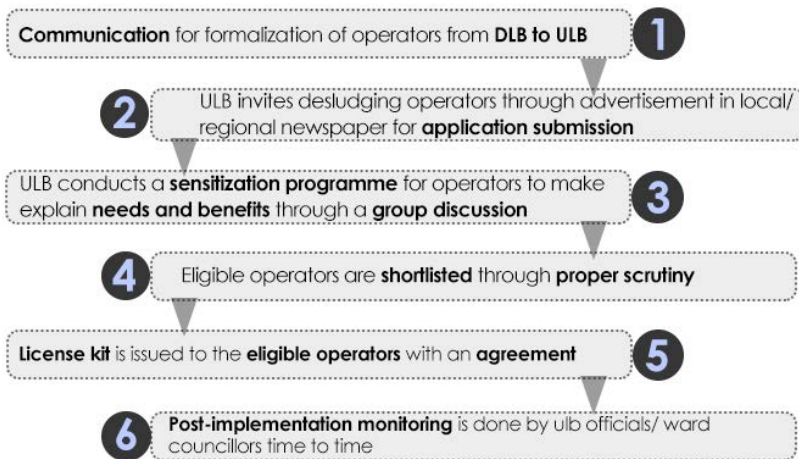 Communication for formalization of operators from DLB to ULB
1
2
ULB invites desludging operators through advertisement in local/
regional newspaper for application submission
ULB conducts a sensitization programme for operators to make
explain needs and benefits through a group discussion
3
4
Eligible operators are shortlisted through proper scrutiny
License kit is issued to the eligible operators with an agreement
5
6
Post-implementation monitoring is done by ulb officials/ ward
councillors time to time